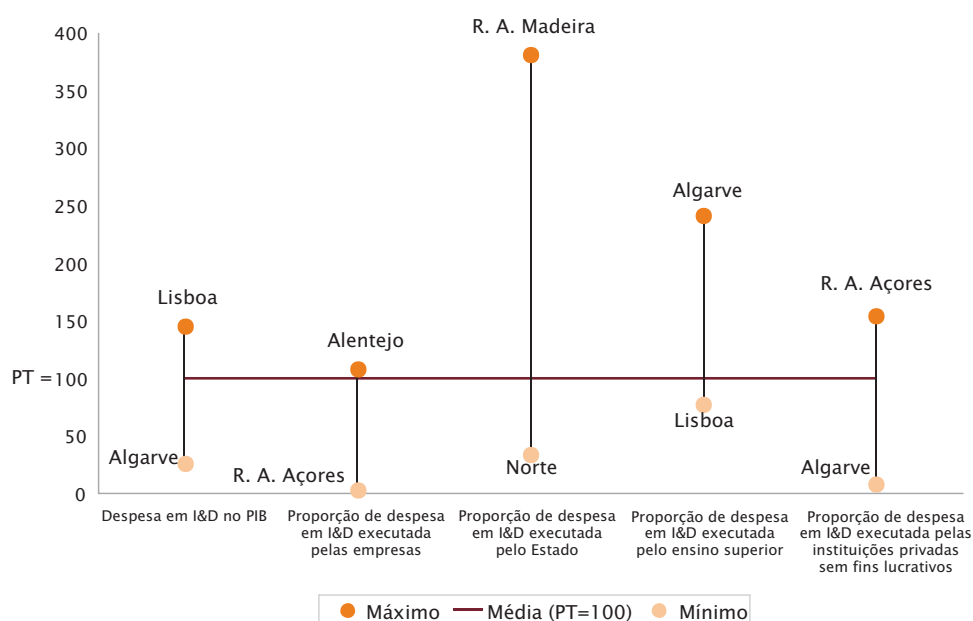 400
R. A. Madeira
350
300
250
Algarve
200
R. A. Açores
Lisboa
150
Alentejo
PT =100
50
Lisboa
Algarve
R. A. Açores
Norte
Algarve
0
Despesa em I&D no PIB
Proporção de despesa
em I&D executada
pelas empresas
Proporção de despesa
em I&D executada
pelo Estado
Proporção de despesa
em I&D executada
pelo ensino superior
Proporção de despesa
em I&D executada pelas
instituições privadas
sem fins lucrativos
Máximo Média (PT=100) Mínimo